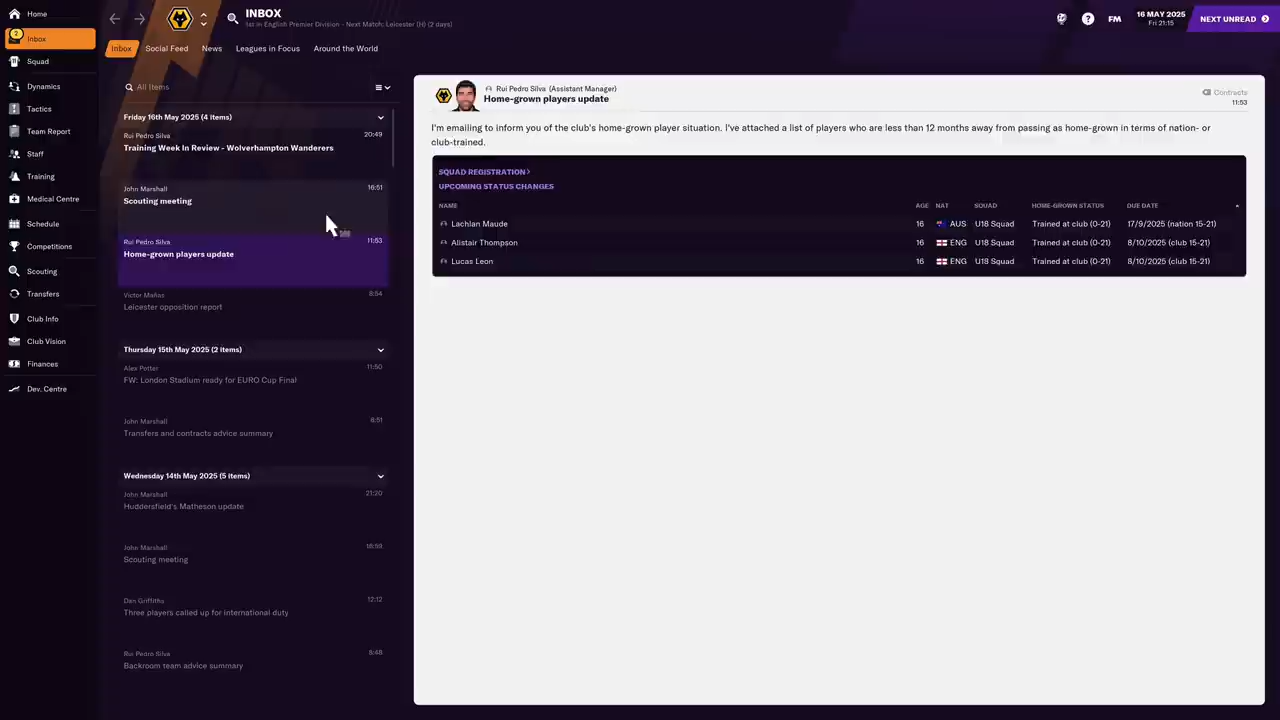 Home
2
Inbox
Squad
Dynamics
Tactics
Team Report
Staff
Training
Medical Centre
Schedule
Competitions
Scouting
Transfers
Club Info
Club Vision
Finances
Dev. Centre
INBOX
1st in English Premier Division - Next Match: Leicester (H) (2 days)
FM
16 MAY 2025
Fri 21:15
NEXT UNREAD
Inbox
Social Feed
News
Leagues in Focus
Around the World
All Items
Friday 16th May 2025 (4 items)
Rui Pedro Silva 20:49
Training Week In Review - Wolverhampton Wanderers
John Marshall 16:51
Scouting meeting
Rui Pedro Silva 11:53
Home-grown players update
Victor Mañas 8:54
Leicester opposition report
Thursday 15th May 2025 (2 items)
Alex Potter 11:50
FW: London Stadium ready for EURO Cup Final
John Marshall 8:51
Transfers and contracts advice summary
Wednesday 14th May 2025 (5 items)
John Marshall 21:20
Huddersfield's Matheson update
John Marshall 16:59
Scouting meeting
Dan Griffiths 12:12
Three players called up for international duty
Rui Pedro Silva 8:48
Backroom team advice summary
Rui Pedro Silva (Assistant Manager)
Home-grown players update
Contracts
11:53
I'm emailing to inform you of the club's home-grown player situation. I've attached a list of players who are less than 12 months away from passing as home-grown in terms of nation- or
club-trained.
SQUAD REGISTRATION>
UPCOMING STATUS CHANGES
NAME AGE NAT SQUAD HOME-GROWN STATUS DUE DATE
Lachlan Maude 16 AUS U18 Squad Trained at club (0-21) 17/9/2025 (nation 15-21)
Alistair Thompson 16 ENG U18 Squad Trained at club (0-21) 8/10/2025 (club 15-21)
Lucas Leon 16 ENG U18 Squad Trained at club (0-21) 8/10/2025 (club 15-21)